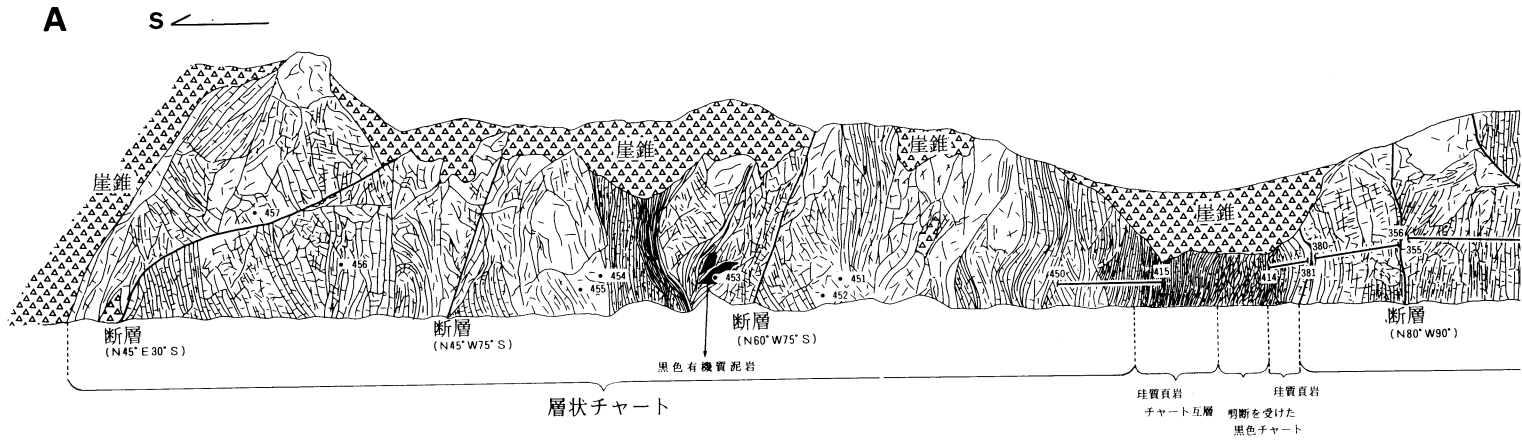 A
S
崖錐
崖錐
崖錐
崖錐
457
456
454
455
453
451
452
450
415
414
380
381
356
355
断層
(N45°E30°S)
断層
(N45°W75°S)
断層
(N60°W75°S)
断層
(N80°W90°)
黒色有機質泥岩
層状チャート
珪質頁岩
チャート互層
剪断を受けた
黒色チャート
珪質頁岩